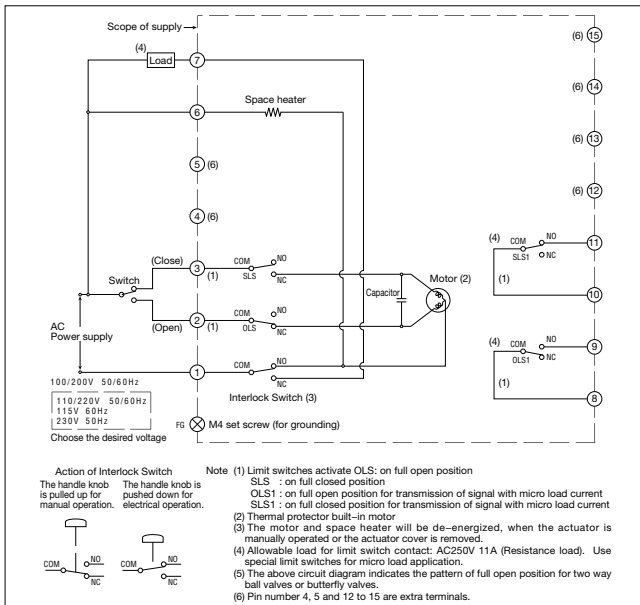 Scope of supply
(4)
Load
7
(6) 15
Space heater
6
(6) 14
5 (6)
(6) 13
4 (6)
(6) 12
(Close)
3
(1)
COM
SLS
NO
NC
Switch
Capacitor
Motor (2)
(4)
COM
SLS1
NO
NC
11
(1)
10
(Open)
2
(1)
COM
OLS
NO
NC
AC
Power supply
(4)
COM
OLS1
NO
NC
9
(1)
8
1
COM
NO
NC
Interlock Switch (3)
100/200V 50/60Hz
110/220V 50/60Hz
115V 60Hz
230V 50Hz
Choose the desired voltage
FG
M4 set screw (for grounding)
Action of Interlock Switch
The handle knob
is pulled up for
manual operation.
The handle knob is
pushed down for
electrical operation.
COM
NO
NC
COM
NO
NC
Note (1) Limit switches activate OLS: on full open position
SLS : on full closed position
OLS1 : on full open position for transmission of signal with micro load current
SLS1 : on full closed position for transmission of signal with micro load current
(2) Thermal protector built–in motor
(3) The motor and space heater will be de–energized, when the actuator is
manually operated or the actuator cover is removed.
(4) Allowable load for limit switch contact: AC250V 11A (Resistance load). Use
special limit switches for micro load application.
(5) The above circuit diagram indicates the pattern of full open position for two way
ball valves or butterfly valves.
(6) Pin number 4, 5 and 12 to 15 are extra terminals.